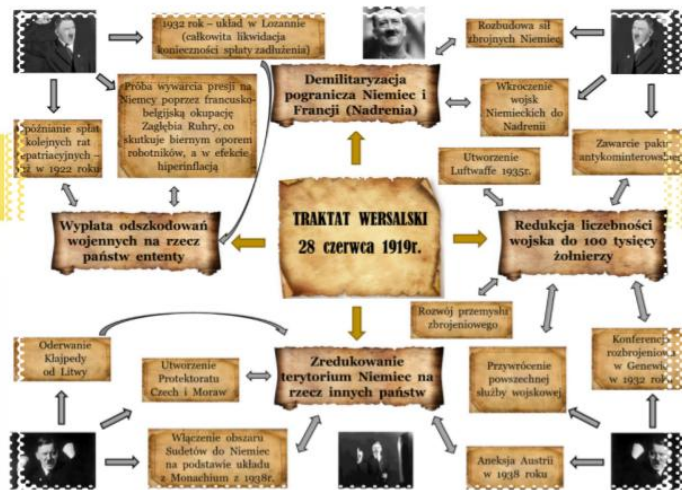 1932 rok – układ w Lozannie
(całkowita likwidacja
konieczności spłaty zadłużenia)
Rozbudowa sił
zbrojnych Niemiec
Demilitaryzacja
pogranicza Niemiec i
Francji (Nadrenia)
Próba wywarcia presji na
Niemcy poprzez francusko-
belgijską okupację
Zagłębia Ruhry, co
skutkuje biernym oporem
robotników, a w efekcie
hiperinflacją
Wkroczenie
wojsk
Niemieckich do
Nadrenii
późnianie spłat
kolejnych rat
epatriacyjnych –
w 1922 roku
Zawarcie paktu
antykominternowskiego
Utworzenie
Luftwaffe 1935r.
Wypłata odszkodowań
wojennych na rzecz
państw ententy
TRAKTAT WERSALSKI
28 czerwca 1919r.
Redukcja liczebności
wojska do 100 tysięcy
żołnierzy
Rozwój przemysłu
zbrojeniowego
Oderwanie
Kłajpedy
od Litwy
Utworzenie
Protektoratu
Czech i Moraw
Zredukowanie
terytorium Niemiec na
rzecz innych państw
Przywrócenie
powszechnej
służby wojskowej
Konferencja
rozbrojeniowa
w Genewie
w 1932 roku
Włączenie obszaru
Sudetów do Niemiec
na podstawie układu
z Monachium z 1938r.
Aneksja Austrii
w 1938 roku